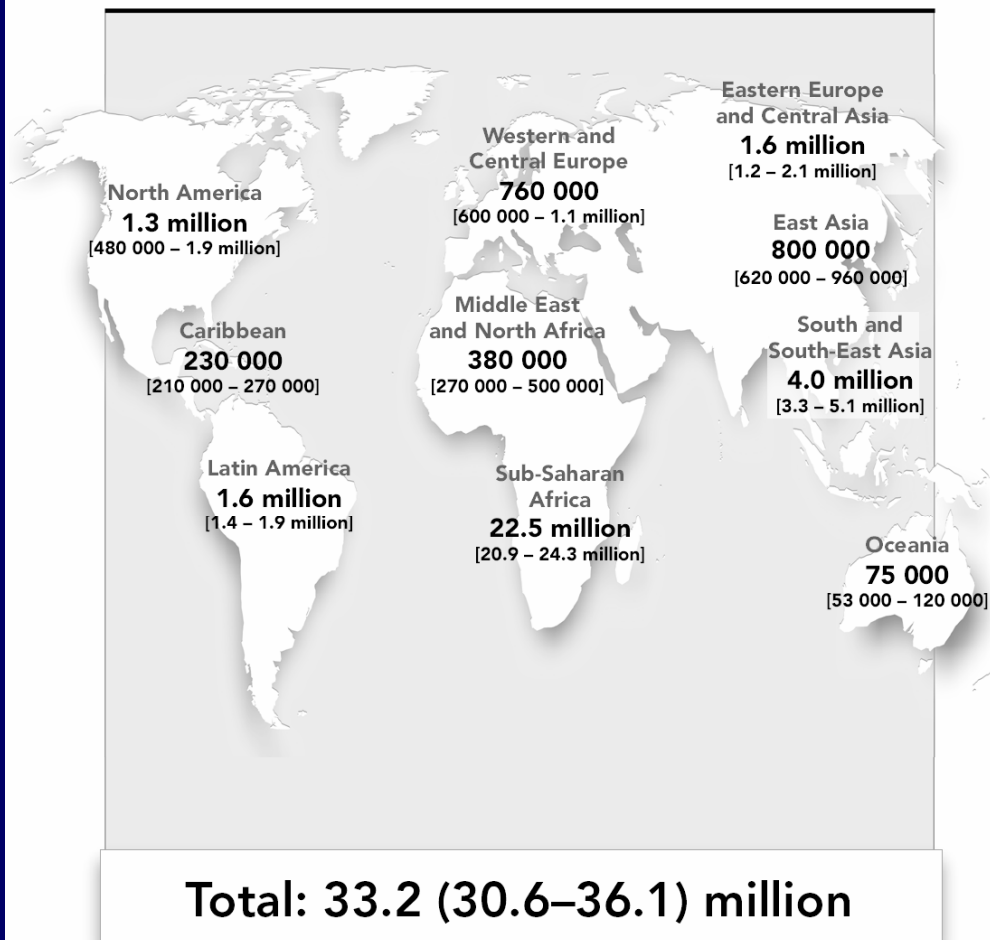 Eastern Europe
and Central Asia
1.6 million
[1.2 – 2.1 million]
Western and
Central Europe
760 000
[600 000 – 1.1 million]
North America
1.3 million
[480 000 – 1.9 million]
East Asia
800 000
[620 000 – 960 000]
Middle East
and North Africa
380 000
[270 000 – 500 000]
Caribbean
230 000
[210 000 – 270 000]
South and
South-East Asia
4.0 million
[3.3 – 5.1 million]
Latin America
1.6 million
[1.4 – 1.9 million]
Sub-Saharan
Africa
22.5 million
[20.9 – 24.3 million]
Oceania
75 000
[53 000 – 120 000]
Total: 33.2 (30.6–36.1) million